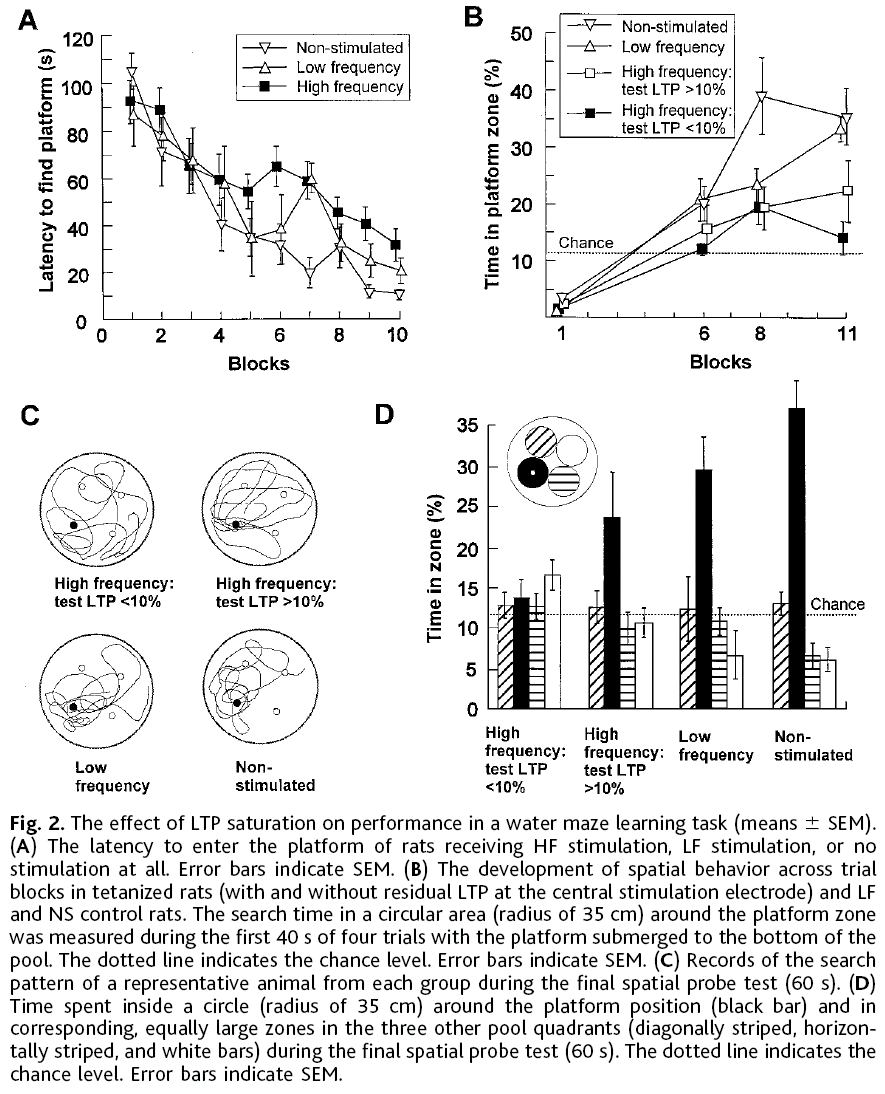 A
120
100
80
60
40
20
0
Latency to find platform (s)
Non-stimulated
Low frequency
High frequency
0 2 4 6 8 10
Blocks
B
50
40
30
20
10
Time in platform zone (%)
Non-stimulated
Low frequency
High frequency:
test LTP >10%
High frequency:
test LTP <10%
Chance
1 6 8 11
Blocks
C
High frequency:
test LTP <10%
High frequency:
test LTP >10%
Low
frequency
Non-
stimulated
D
35
30
25
20
15
10
5
0
Time in zone (%)
Chance
High
frequency:
test LTP
<10%
High
frequency:
test LTP
>10%
Low
frequency
Non-
stimulated
Fig. 2. The effect of LTP saturation on performance in a water maze learning task (means ± SEM).
(A) The latency to enter the platform of rats receiving HF stimulation, LF stimulation, or no
stimulation at all. Error bars indicate SEM. (B) The development of spatial behavior across trial
blocks in tetanized rats (with and without residual LTP at the central stimulation electrode) and LF
and NS control rats. The search time in a circular area (radius of 35 cm) around the platform zone
was measured during the first 40 s of four trials with the platform submerged to the bottom of the
pool. The dotted line indicates the chance level. Error bars indicate SEM. (C) Records of the search
pattern of a representative animal from each group during the final spatial probe test (60 s). (D)
Time spent inside a circle (radius of 35 cm) around the platform position (black bar) and in
corresponding, equally large zones in the three other pool quadrants (diagonally striped, horizon-
tally striped, and white bars) during the final spatial probe test (60 s). The dotted line indicates the
chance level. Error bars indicate SEM.